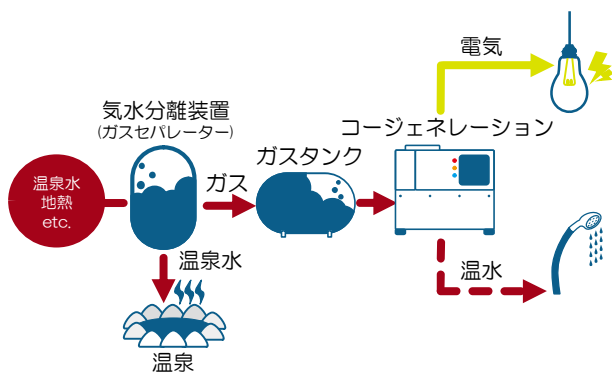 電気
気水分離装置
(ガスセパレーター)
コージェネレーション
ガスタンク
温泉水
地熱
etc.
ガス
温泉水
温水
温泉